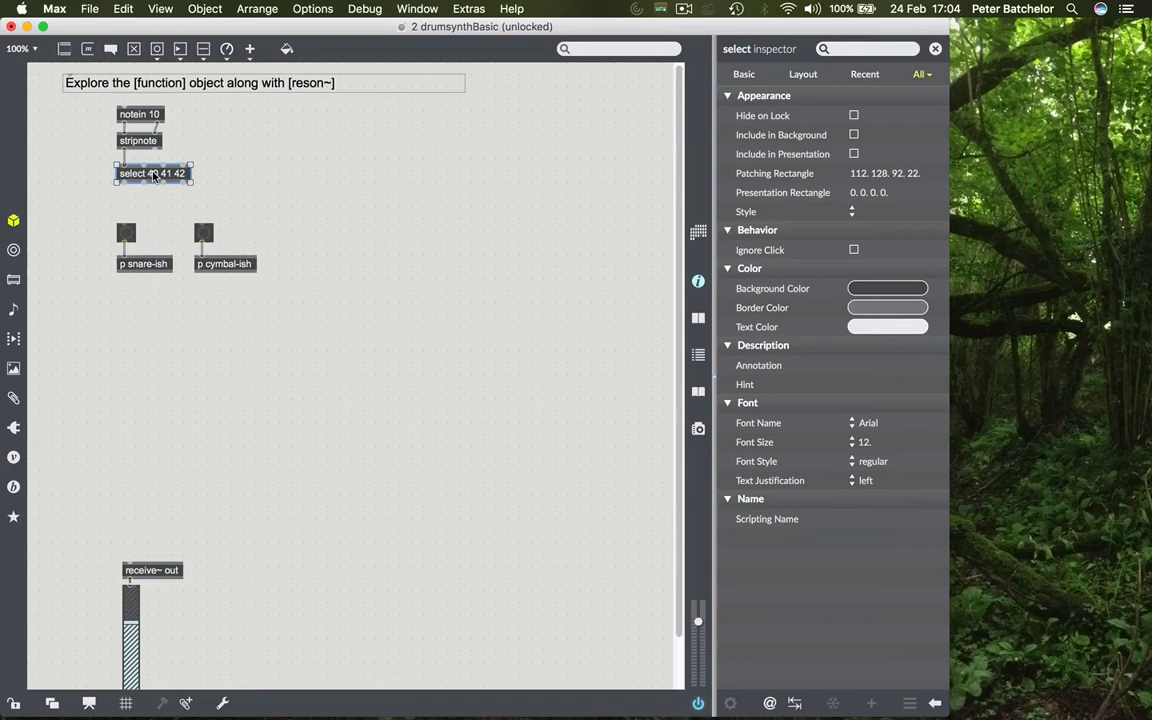 Max File Edit View Object Arrange Options Debug Window Extras Help 100% 24 Feb 17:04 Peter Batchelor
2 drumsynthBasic (unlocked)
100%
select inspector
Basic Layout Recent All
Explore the [function] object along with [reson~]
notein 10
stripnote
p snare-ish
p cymbal-ish
receive~ out
Appearance
Hide on Lock
Include in Background
Include in Presentation
Patching Rectangle 112. 128. 92. 22.
Presentation Rectangle 0. 0. 0. 0.
Style
Behavior
Ignore Click
Color
Background Color
Border Color
Text Color
Description
Annotation
Hint
Font
Font Name Arial
Font Size 12.
Font Style regular
Text Justification left
Name
Scripting Name
select 41 42